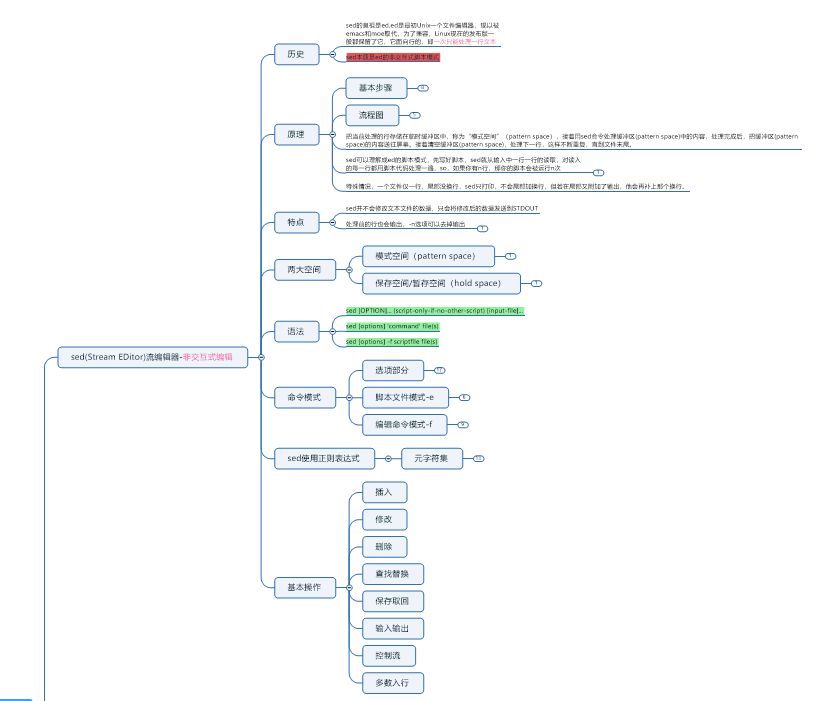 sed(Stream EDitor)流编辑器-非交互式编辑
历史
sed的真祖是ed,ed是最初Unix一个文件编辑器，现以被
emacs和moe取代，为了兼容，Linux现在的发布版一
般都保留了它，它面向行的，即一次只能处理一行文本
sed本质是ed的非交互式脚本模式
原理
基本步骤
流程图
5
把当前处理的行存储在临时缓冲区中，称为“模式空间”（pattern space），接着用sed命令处理缓冲区(pattern space)中的内容，处理完成后，把缓冲区(pattern
space)的内容送往屏幕。接着清空缓冲区(pattern space)，处理下一行，这样不断重复，直到文件末尾。
sed可以理解成ed的脚本模式，先写好脚本，sed就从输入中一行一行的读取，对读入
的每一行都用脚本代码处理一遍，so，如果你有n行，那你的脚本会被运行n次
1
特殊情况，一个文件仅一行，尾部没换行，sed只打印，不会尾部加换行，但若在尾部又附加了输出，他会再补上那个换行。
特点
sed并不会修改文本文件的数据，只会将修改后的数据发送到STDOUT
处理前的行也会输出，-n选项可以去掉输出
1
两大空间
模式空间（pattern space）
1
保存空间/暂存空间（hold space）
1
语法
sed [OPTION]... {script-only-if-no-other-script} [input-file]...
sed [options] 'command' file(s)
sed [options] -f scriptfile file(s)
命令模式
选项部分
17
脚本文件模式-e
6
编辑命令模式-f
sed使用正则表达式
元字符集
基本操作
插入
修改
删除
查找替换
保存取回
输入输出
控制流
多数入行